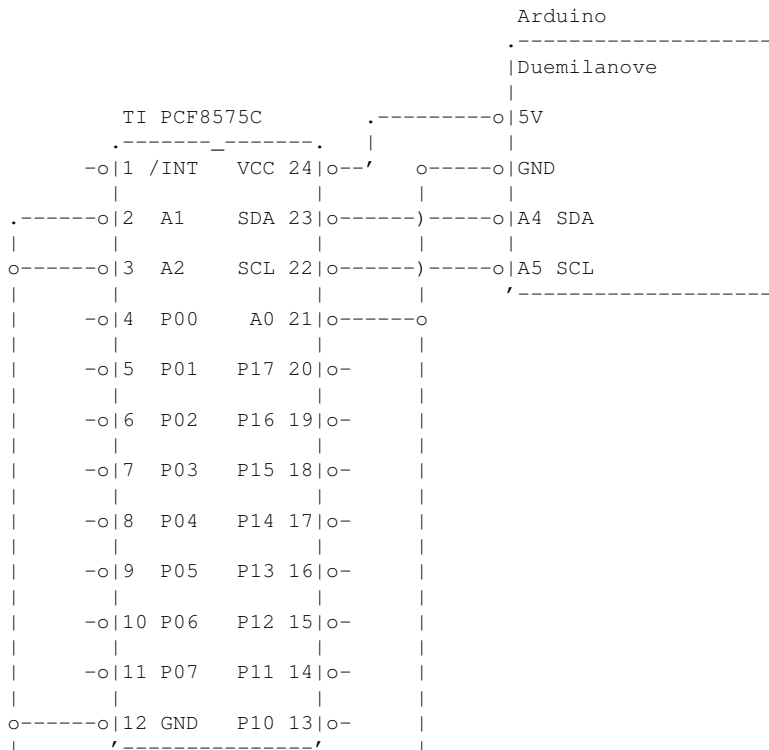 Arduino
Duemilanove
TI PCF8575C
5V
1 /INT VCC 24
GND
2 A1 SDA 23
A4 SDA
3 A2 SCL 22
A5 SCL
4 P00 A0 21
5 P01 P17 20
6 P02 P16 19
7 P03 P15 18
8 P04 P14 17
9 P05 P13 16
10 P06 P12 15
11 P07 P11 14
12 GND P10 13